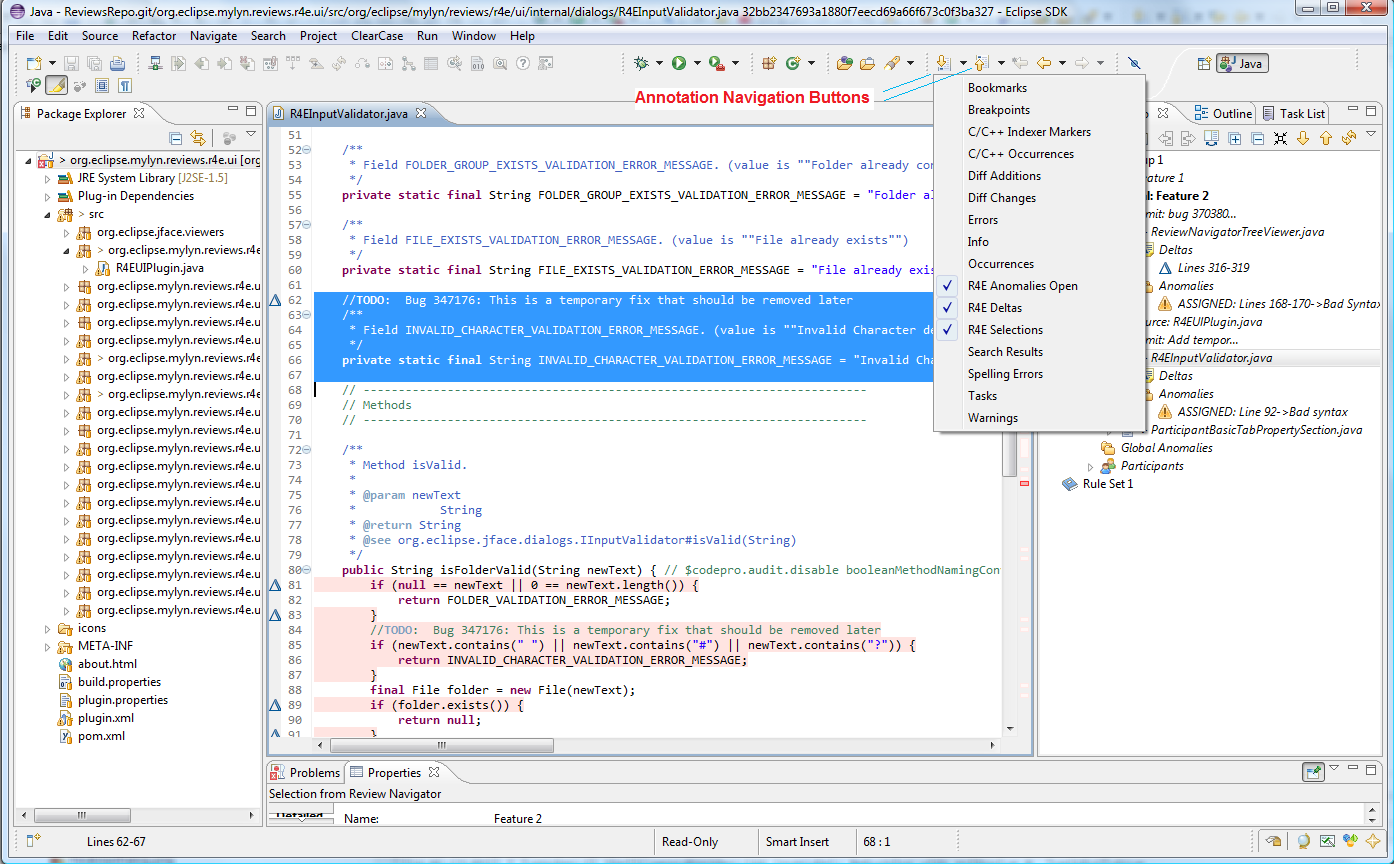 Java - ReviewsRepo.git/org.eclipse.mylyn.reviews.r4e.ui/src/org/eclipse/mylyn/reviews/r4e/ui/internal/dialogs/R4EInputValidator.java 32bb2347693a1880f7eecd69a66f673c0f3ba327 - Eclipse SDK
File Edit Source Refactor Navigate Search Project ClearCase Run Window Help
Java
Annotation Navigation Buttons
Package Explorer
> org.eclipse.mylyn.reviews.r4e.ui [org
JRE System Library [J2SE-1.5]
Plug-in Dependencies
> src
org.eclipse.jface.viewers
> org.eclipse.mylyn.reviews.r4e
R4EUIPlugin.java
org.eclipse.mylyn.reviews.r4e.u
org.eclipse.mylyn.reviews.r4e.u
org.eclipse.mylyn.reviews.r4e.u
org.eclipse.mylyn.reviews.r4e.u
> org.eclipse.mylyn.reviews.r4e
org.eclipse.mylyn.reviews.r4e.u
> org.eclipse.mylyn.reviews.r4e
org.eclipse.mylyn.reviews.r4e.u
org.eclipse.mylyn.reviews.r4e.u
org.eclipse.mylyn.reviews.r4e.u
org.eclipse.mylyn.reviews.r4e.u
org.eclipse.mylyn.reviews.r4e.u
org.eclipse.mylyn.reviews.r4e.u
org.eclipse.mylyn.reviews.r4e.u
org.eclipse.mylyn.reviews.r4e.u
org.eclipse.mylyn.reviews.r4e.u
org.eclipse.mylyn.reviews.r4e.u
org.eclipse.mylyn.reviews.r4e.u
org.eclipse.mylyn.reviews.r4e.u
icons
META-INF
about.html
build.properties
plugin.properties
plugin.xml
pom.xml
R4EInputValidator.java
51
52 /**
53 * Field FOLDER_GROUP_EXISTS_VALIDATION_ERROR_MESSAGE. (value is ""Folder already con
54 */
55 private static final String FOLDER_GROUP_EXISTS_VALIDATION_ERROR_MESSAGE = "Folder al
56
57 /**
58 * Field FILE_EXISTS_VALIDATION_ERROR_MESSAGE. (value is ""File already exists"")
59 */
60 private static final String FILE_EXISTS_VALIDATION_ERROR_MESSAGE = "File already exis
61
62 //TODO: Bug 347176: This is a temporary fix that should be removed later
63 /**
64 * Field INVALID_CHARACTER_VALIDATION_ERROR_MESSAGE. (value is ""Invalid Character de
65 */
66 private static final String INVALID_CHARACTER_VALIDATION_ERROR_MESSAGE = "Invalid Cha
67
68 // ------------------------------------------------------------------------
69 // Methods
70 // ------------------------------------------------------------------------
71
72 /**
73 * Method isValid.
74 *
75 * @param newText
76 * String
77 * @return String
78 * @see org.eclipse.jface.dialogs.IInputValidator#isValid(String)
79 */
80 public String isFolderValid(String newText) { // $codepro.audit.disable booleanMethodNamingCon
81 if (null == newText || 0 == newText.length()) {
82 return FOLDER_VALIDATION_ERROR_MESSAGE;
83 }
84 //TODO: Bug 347176: This is a temporary fix that should be removed later
85 if (newText.contains(" ") || newText.contains("#") || newText.contains("?")) {
86 return INVALID_CHARACTER_VALIDATION_ERROR_MESSAGE;
87 }
88 final File folder = new File(newText);
89 if (folder.exists()) {
90 return null;
91 }
Bookmarks
Breakpoints
C/C++ Indexer Markers
C/C++ Occurrences
Diff Additions
Diff Changes
Errors
Info
Occurrences
R4E Anomalies Open
R4E Deltas
R4E Selections
Search Results
Spelling Errors
Tasks
Warnings
Outline
Task List
up 1
eature 1
l: Feature 2
mit: bug 370380...
ReviewNavigatorTreeViewer.java
Deltas
Lines 316-319
Anomalies
ASSIGNED: Lines 168-170->Bad Syntax
urce: R4EUIPlugin.java
mit: Add tempor...
R4EInputValidator.java
Deltas
Anomalies
ASSIGNED: Line 92->Bad syntax
ParticipantBasicTabPropertySection.java
Global Anomalies
Participants
Rule Set 1
Problems
Properties
Selection from Review Navigator
Detailed
Name: Feature 2
Lines 62-67
Read-Only
Smart Insert
68 : 1